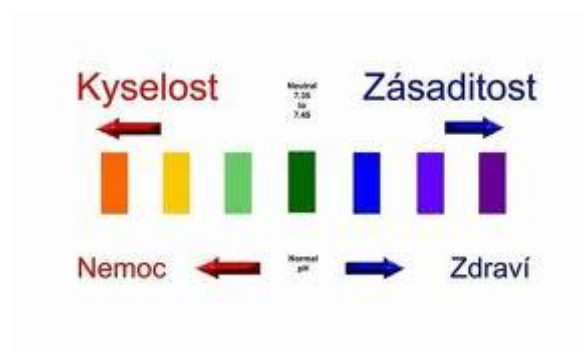 Kyselost
Neutral
7.35
to
7.45
Zásaditost
Nemoc
Normal
pH
Zdraví